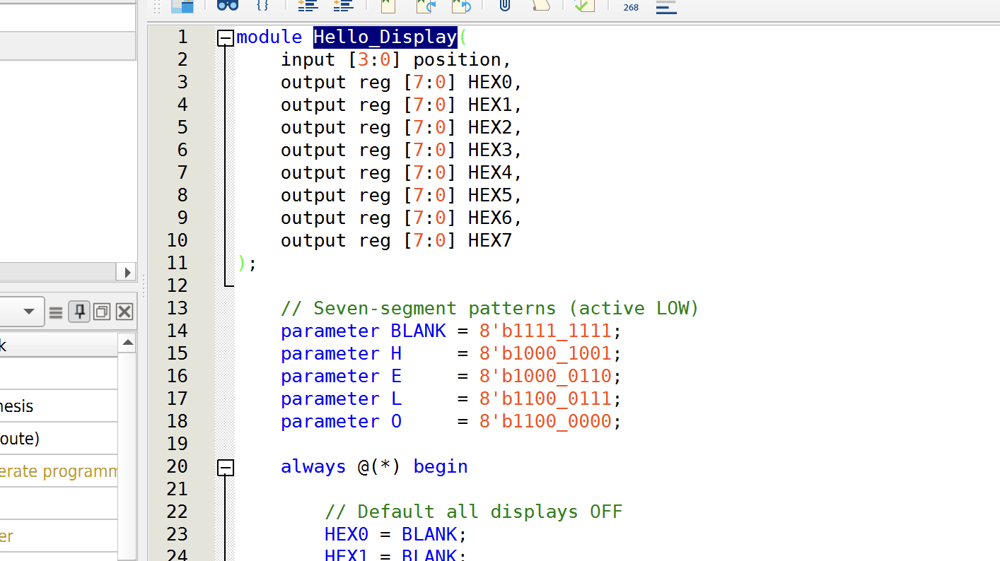 268
1 module Hello_Display(
2 input [3:0] position,
3 output reg [7:0] HEX0,
4 output reg [7:0] HEX1,
5 output reg [7:0] HEX2,
6 output reg [7:0] HEX3,
7 output reg [7:0] HEX4,
8 output reg [7:0] HEX5,
9 output reg [7:0] HEX6,
10 output reg [7:0] HEX7
11 );
12
13 // Seven-segment patterns (active LOW)
14 parameter BLANK = 8'b1111_1111;
15 parameter H = 8'b1000_1001;
16 parameter E = 8'b1000_0110;
17 parameter L = 8'b1100_0111;
18 parameter O = 8'b1100_0000;
19
20 always @(*) begin
21
22 // Default all displays OFF
23 HEX0 = BLANK;
24 HEX1 = BLANK;
k
nesis
oute)
erate programm
er